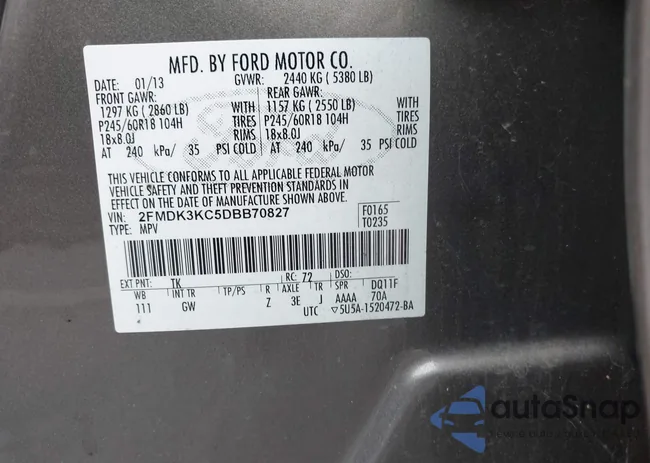 MFD. BY FORD MOTOR CO.
DATE: 01/13 GVWR: 2440 KG ( 5380 LB)
FRONT GAWR: REAR GAWR:
1297 KG ( 2860 LB) WITH 1157 KG ( 2550 LB) WITH
P245/60R18 104H TIRES P245/60R18 104H TIRES
18x8.0J RIMS 18x8.0J RIMS
AT 240 kPa/ 35 PSI COLD AT 240 kPa/ 35 PSI COLD
THIS VEHICLE CONFORMS TO ALL APPLICABLE FEDERAL MOTOR
VEHICLE SAFETY AND THEFT PREVENTION STANDARDS IN
EFFECT ON THE DATE OF MANUFACTURE SHOWN ABOVE.
VIN: 2FMDK3KC5DBB70827 F0165
TYPE: MPV T0235
EXT PNT: TK RC: 72 DSO:
WB INT TR TP/PS R AXLE TR SPR DQ11F
111 GW Z 3E J AAAA 70A
UTC ▽5U5A-1520472-BA
autoSnap